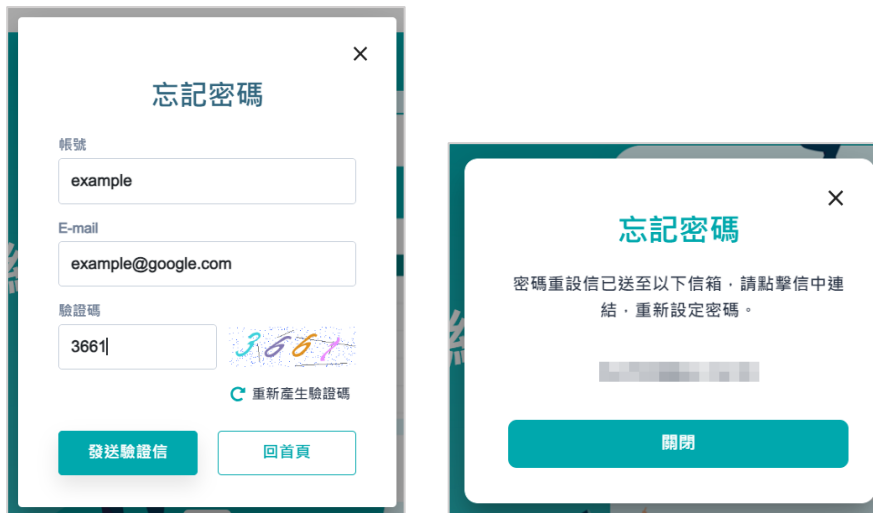 忘記密碼
帳號
example
E-mail
example@google.com
驗證碼
3661
3661
重新產生驗證碼
發送驗證信
回首頁
忘記密碼
密碼重設信已送至以下信箱，請點擊信中連
結，重新設定密碼。
關閉